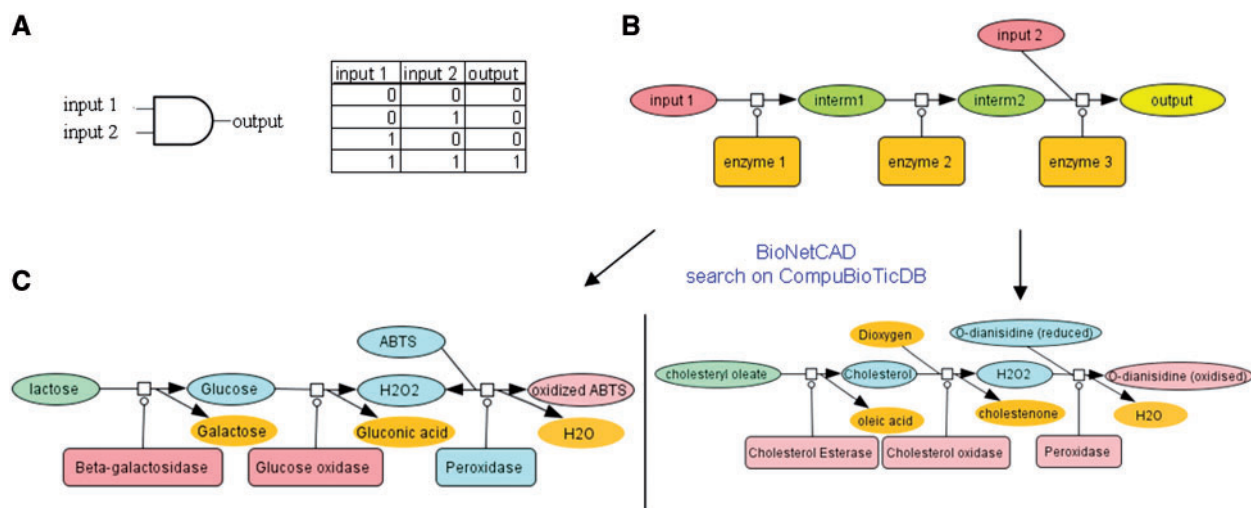 A
input 1
input 2
output
input 1 input 2 output
0 0 0
0 1 0
1 0 0
1 1 1
B
input 2
input 1
interm1
interm2
output
enzyme 1
enzyme 2
enzyme 3
BioNetCAD
search on CompuBioTicDB
C
ABTS
lactose
Glucose
H2O2
oxidized ABTS
Galactose
Gluconic acid
H2O
Beta-galactosidase
Glucose oxidase
Peroxidase
Dioxygen
O-dianisidine (reduced)
cholesteryl oleate
Cholesterol
H2O2
O-dianisidine (oxidised)
oleic acid
cholestenone
H2O
Cholesterol Esterase
Cholesterol oxidase
Peroxidase